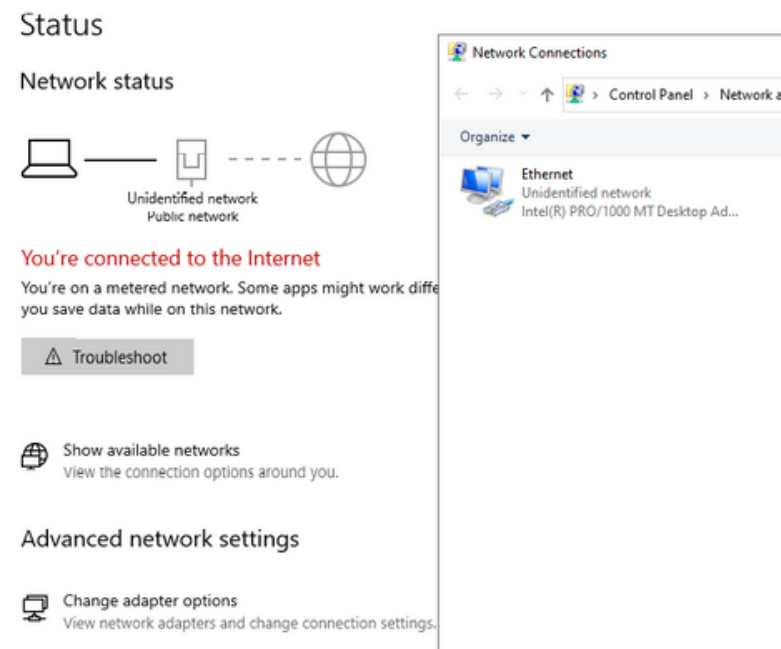 Status
Network status
Unidentified network
Public network
You're connected to the Internet
You're on a metered network. Some apps might work diffe
you save data while on this network.
Troubleshoot
Show available networks
View the connection options around you.
Advanced network settings
Change adapter options
View network adapters and change connection settings.
Network Connections
Control Panel > Network a
Organize
Ethernet
Unidentified network
Intel(R) PRO/1000 MT Desktop Ad...